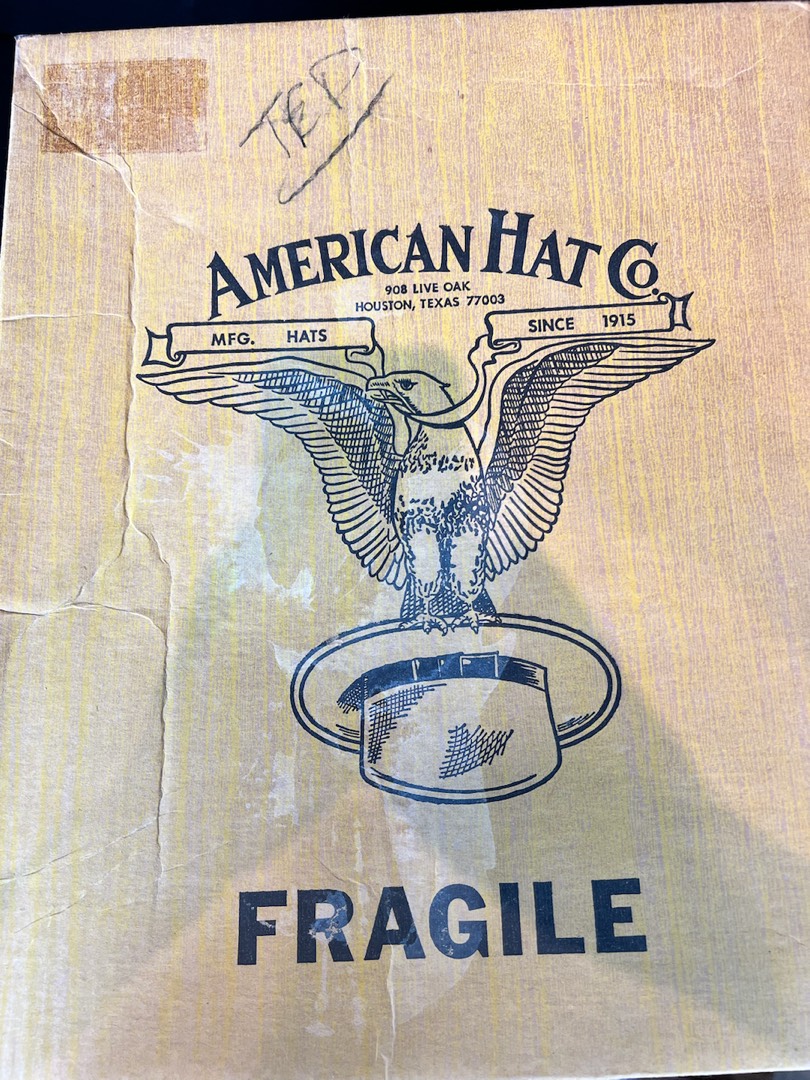 TED
AMERICAN HAT CO.
908 LIVE OAK
HOUSTON, TEXAS 77003
MFG. HATS
SINCE 1915
FRAGILE